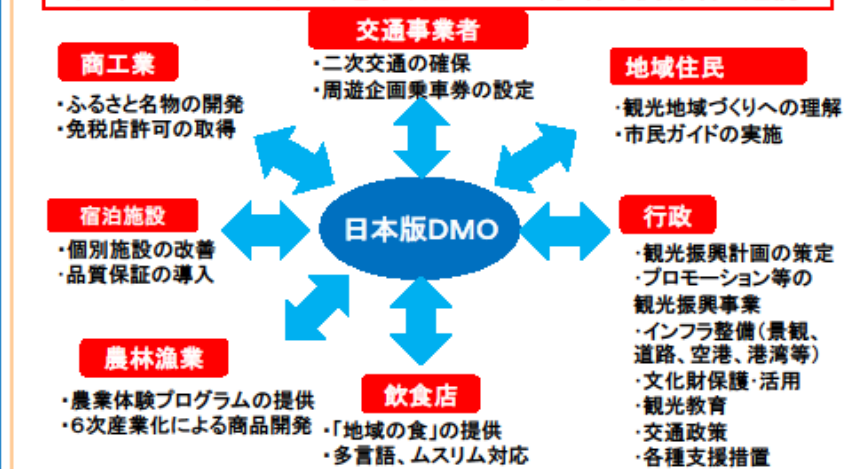 交通事業者
・二次交通の確保
・周遊企画乗車券の設定
商工業
・ふるさと名物の開発
・免税店許可の取得
地域住民
・観光地域づくりへの理解
・市民ガイドの実施
宿泊施設
・個別施設の改善
・品質保証の導入
日本版DMO
行政
・観光振興計画の策定
・プロモーション等の
観光振興事業
・インフラ整備(景観、
道路、空港、港湾等)
・文化財保護・活用
・観光教育
・交通政策
・各種支援措置
農林漁業
・農業体験プログラムの提供
・6次産業化による商品開発
飲食店
・「地域の食」の提供
・多言語、ムスリム対応